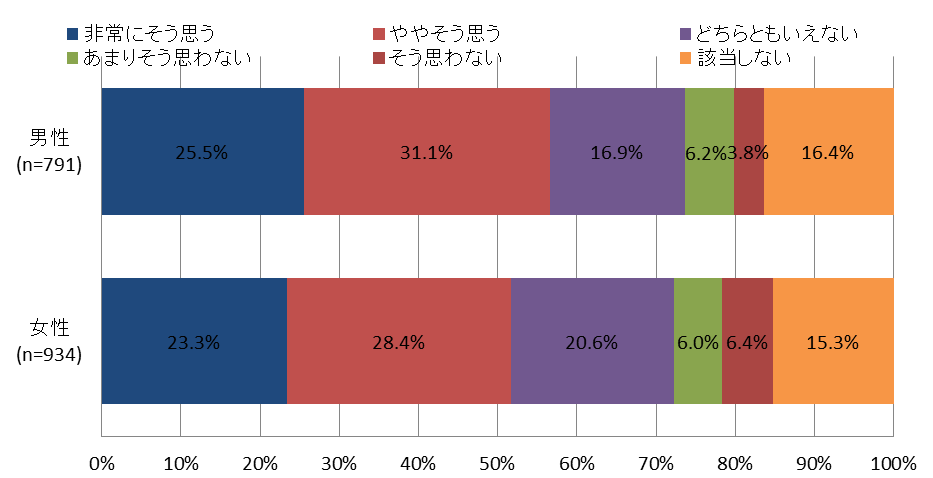 非常にそう思う ややそう思う どちらともいえない
あまりそう思わない そう思わない 該当しない
男性
(n=791)
25.5% 31.1% 16.9% 6.2% 3.8% 16.4%
女性
(n=934)
23.3% 28.4% 20.6% 6.0% 6.4% 15.3%
0% 10% 20% 30% 40% 50% 60% 70% 80% 90% 100%